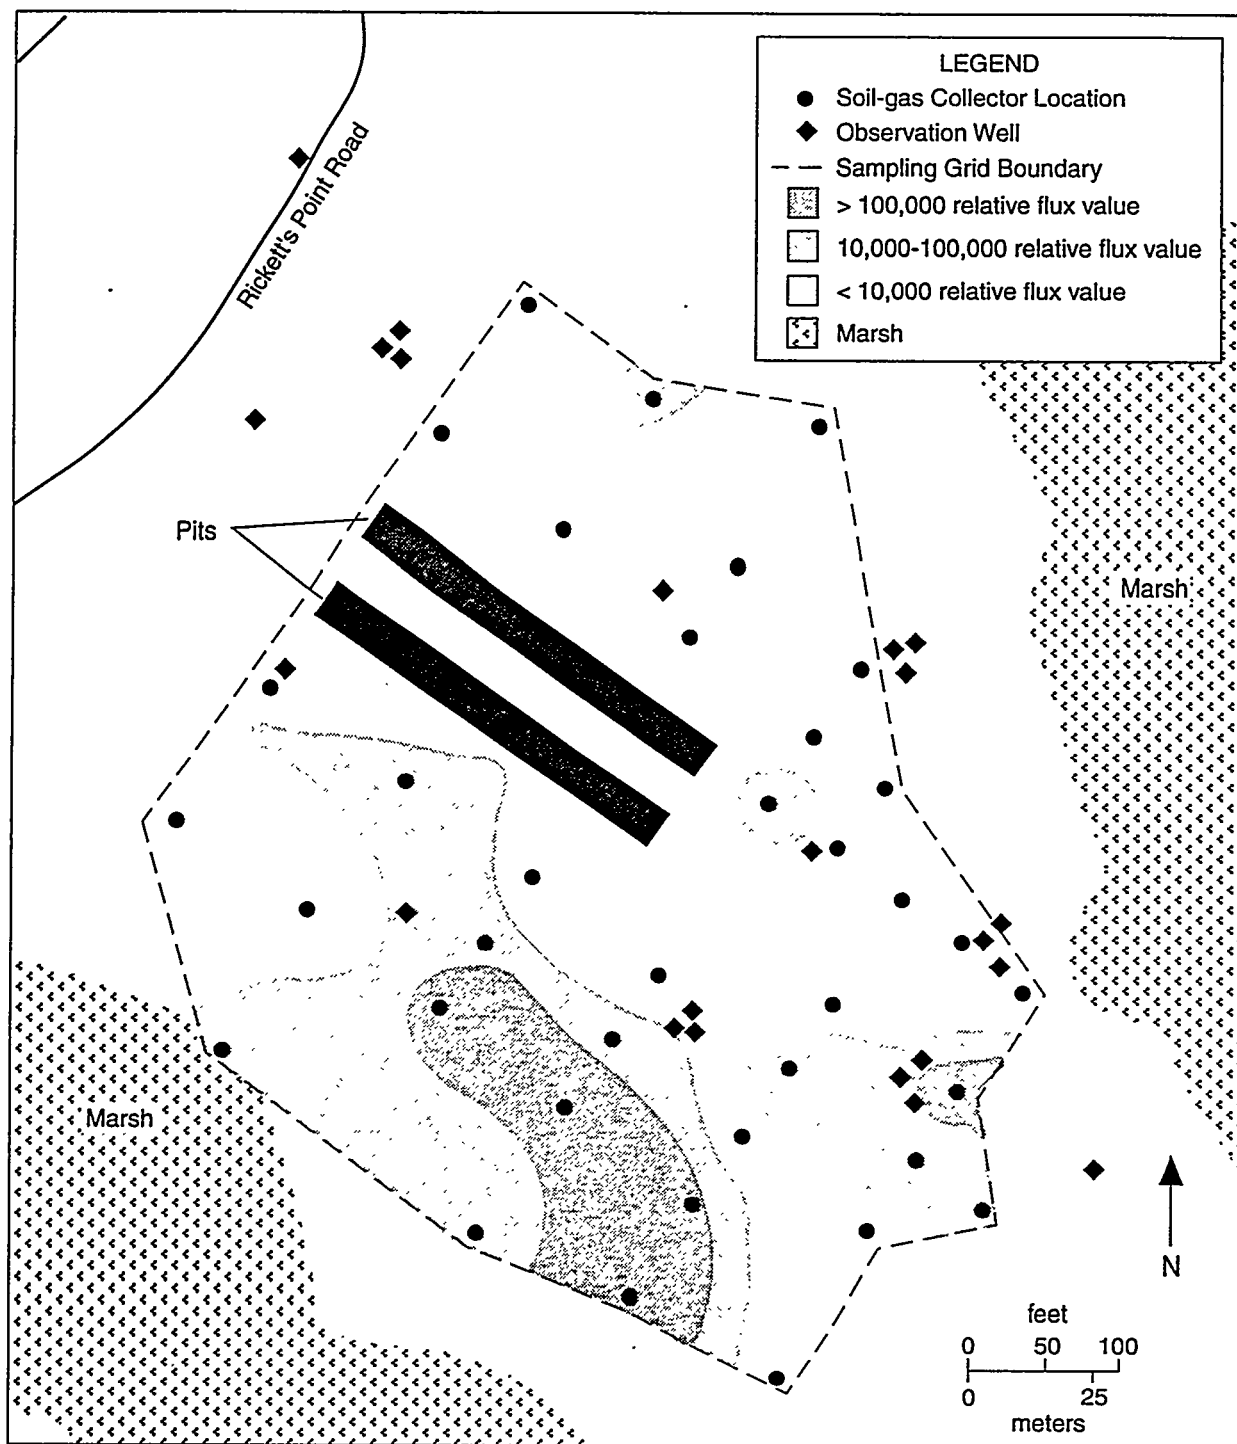 LEGEND
Soil-gas Collector Location
Observation Well
Sampling Grid Boundary
> 100,000 relative flux value
10,000-100,000 relative flux value
< 10,000 relative flux value
Marsh
Rickett's Point Road
Pits
Marsh
Marsh
N
feet
0 50 100
0 25
meters